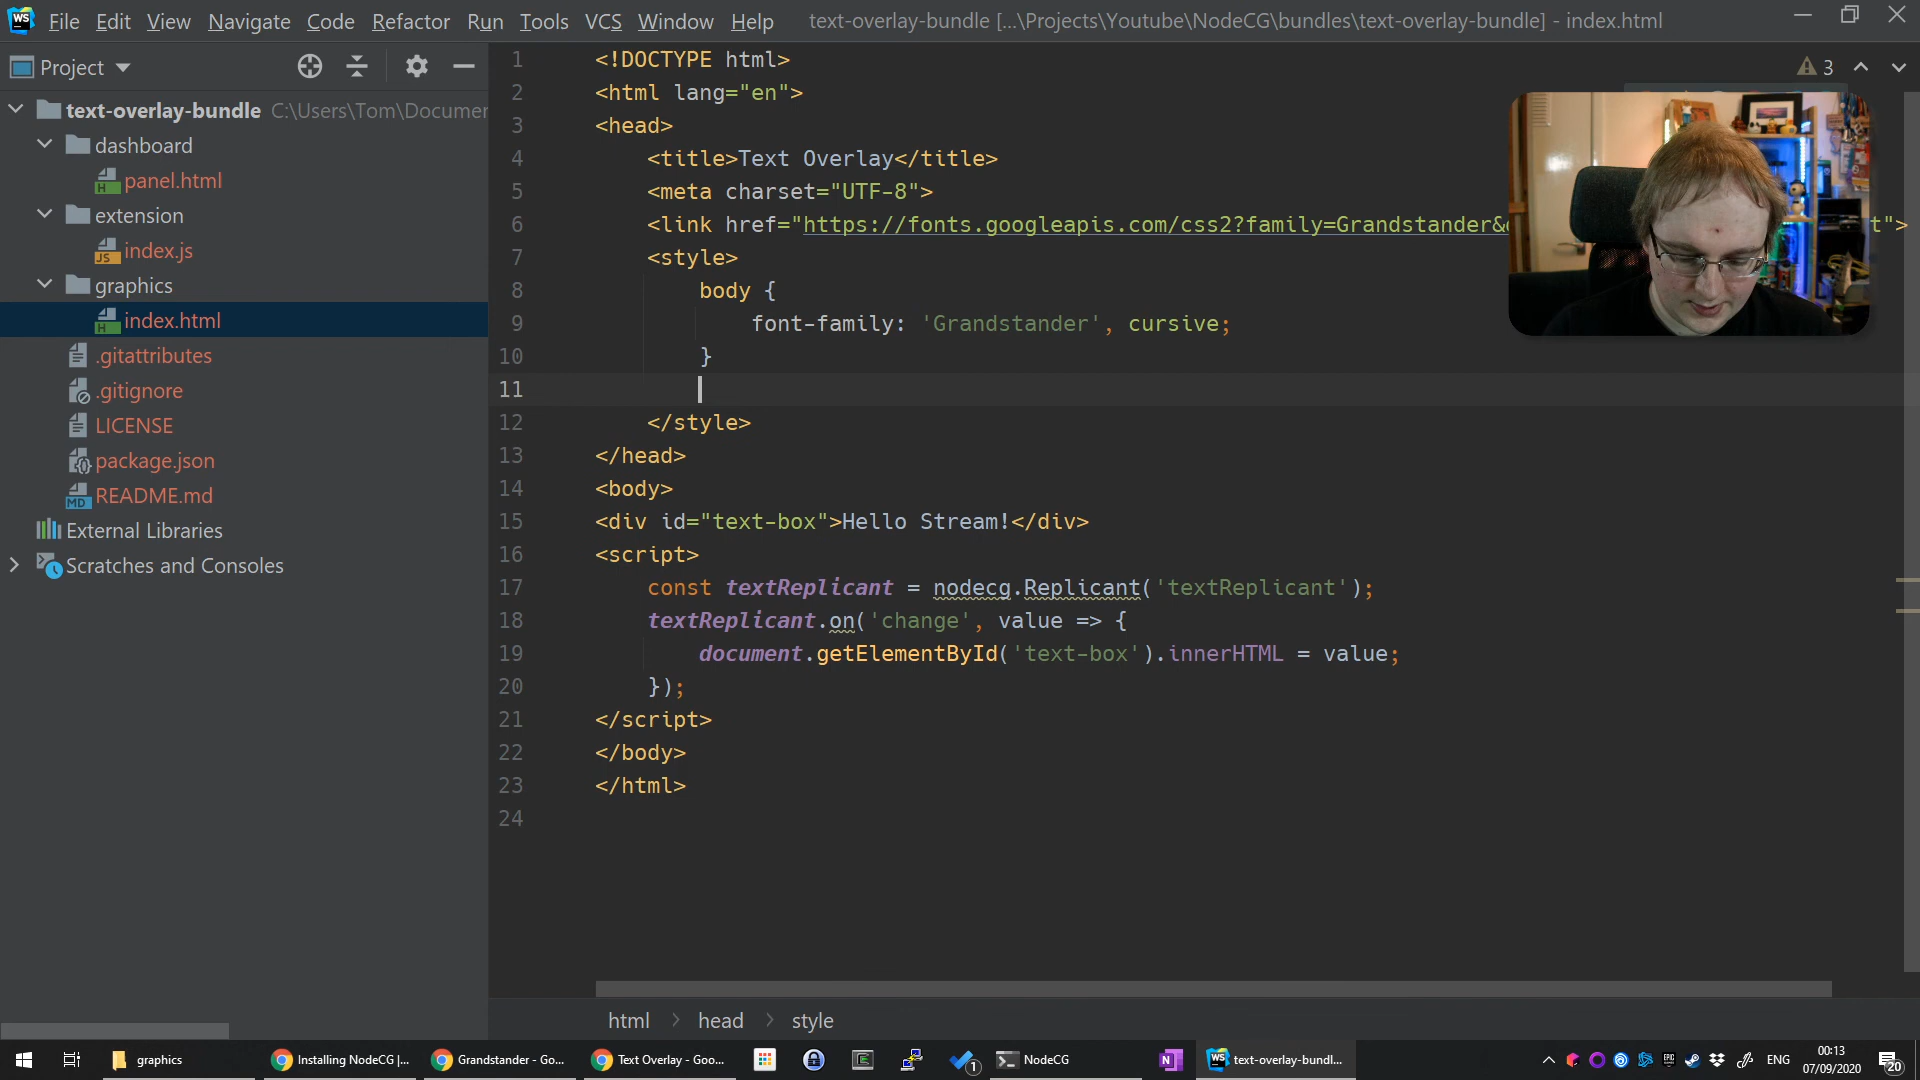 WS File Edit View Navigate Code Refactor Run Tools VCS Window Help text-overlay-bundle [...\Projects\Youtube\NodeCG\bundles\text-overlay-bundle] - index.html
Project
text-overlay-bundle C:\Users\Tom\Documer
dashboard
panel.html
extension
index.js
graphics
index.html
.gitattributes
.gitignore
LICENSE
package.json
README.md
External Libraries
Scratches and Consoles
3
1 <!DOCTYPE html>
2 <html lang="en">
3 <head>
4 <title>Text Overlay</title>
5 <meta charset="UTF-8">
6 <link href="https://fonts.googleapis.com/css2?family=Grandstander& t">
7 <style>
8 body {
9 font-family: 'Grandstander', cursive;
10 }
11
12 </style>
13 </head>
14 <body>
15 <div id="text-box">Hello Stream!</div>
16 <script>
17 const textReplicant = nodecg.Replicant('textReplicant');
18 textReplicant.on('change', value => {
19 document.getElementById('text-box').innerHTML = value;
20 });
21 </script>
22 </body>
23 </html>
24
html > head > style
graphics Installing NodeCG |... Grandstander - Go... Text Overlay - Goo... 1 NodeCG N WS text-overlay-bundl... ENG 00:13
07/09/2020 20